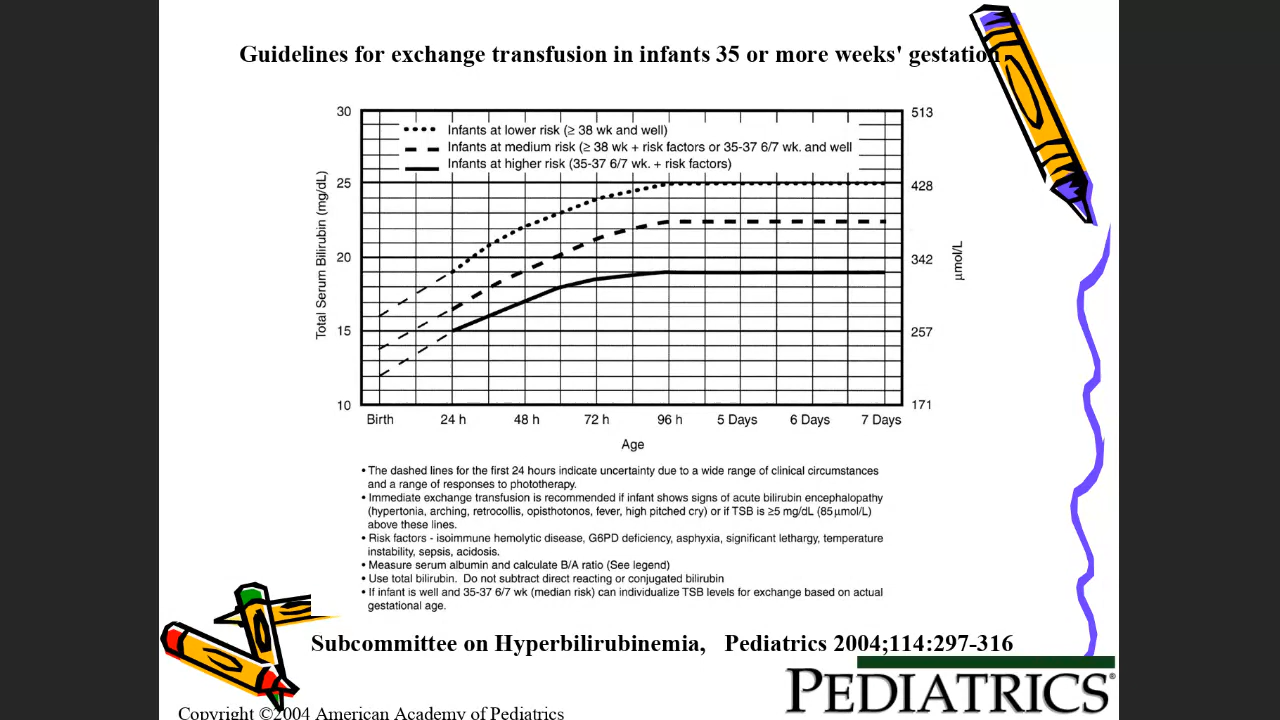 Guidelines for exchange transfusion in infants 35 or more weeks' gestation
30
513
Infants at lower risk (≥ 38 wk and well)
Infants at medium risk (≥ 38 wk + risk factors or 35-37 6/7 wk. and well
Infants at higher risk (35-37 6/7 wk. + risk factors)
25
428
Total Serum Bilirubin (mg/dL)
20
342
µmol/L
15
257
10
171
Birth 24 h 48 h 72 h 96 h 5 Days 6 Days 7 Days
Age
• The dashed lines for the first 24 hours indicate uncertainty due to a wide range of clinical circumstances
and a range of responses to phototherapy.
• Immediate exchange transfusion is recommended if infant shows signs of acute bilirubin encephalopathy
(hypertonia, arching, retrocollis, opisthotonos, fever, high pitched cry) or if TSB is ≥5 mg/dL (85 µmol/L)
above these lines.
• Risk factors - isoimmune hemolytic disease, G6PD deficiency, asphyxia, significant lethargy, temperature
instability, sepsis, acidosis.
• Measure serum albumin and calculate B/A ratio (See legend)
• Use total bilirubin. Do not subtract direct reacting or conjugated bilirubin
• If infant is well and 35-37 6/7 wk (median risk) can individualize TSB levels for exchange based on actual
gestational age.
Subcommittee on Hyperbilirubinemia, Pediatrics 2004;114:297-316
PEDIATRICS®
Copyright ©2004 American Academy of Pediatrics